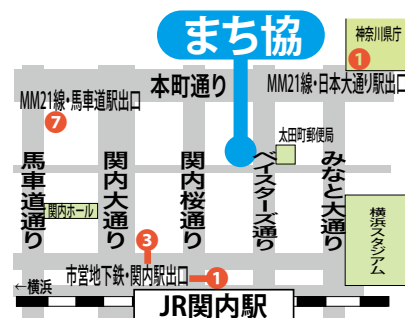 まち協
神奈川県庁
1
本町通り
MM21線・日本大通り駅出口
MM21線・馬車道駅出口
7
太田町郵便局
馬車道通り
関内大通り
関内桜通り
ベイスターズ通り
みなと大通り
関内ホール
横浜スタジアム
3
市営地下鉄・関内駅出口
1
←横浜
JR関内駅